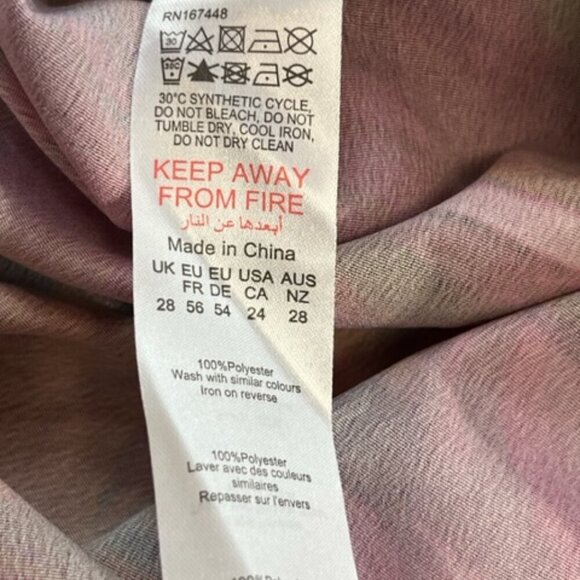 RN167448
30°C SYNTHETIC CYCLE,
DO NOT BLEACH, DO NOT
TUMBLE DRY, COOL IRON,
DO NOT DRY CLEAN
KEEP AWAY
FROM FIRE
أبعدها عن النار
Made in China
UK EU EU USA AUS
FR DE CA NZ
28 56 54 24 28
100%Polyester
Wash with similar colours
Iron on reverse
100%Polyester
Laver avec des couleurs
similaires
Repasser sur l'envers